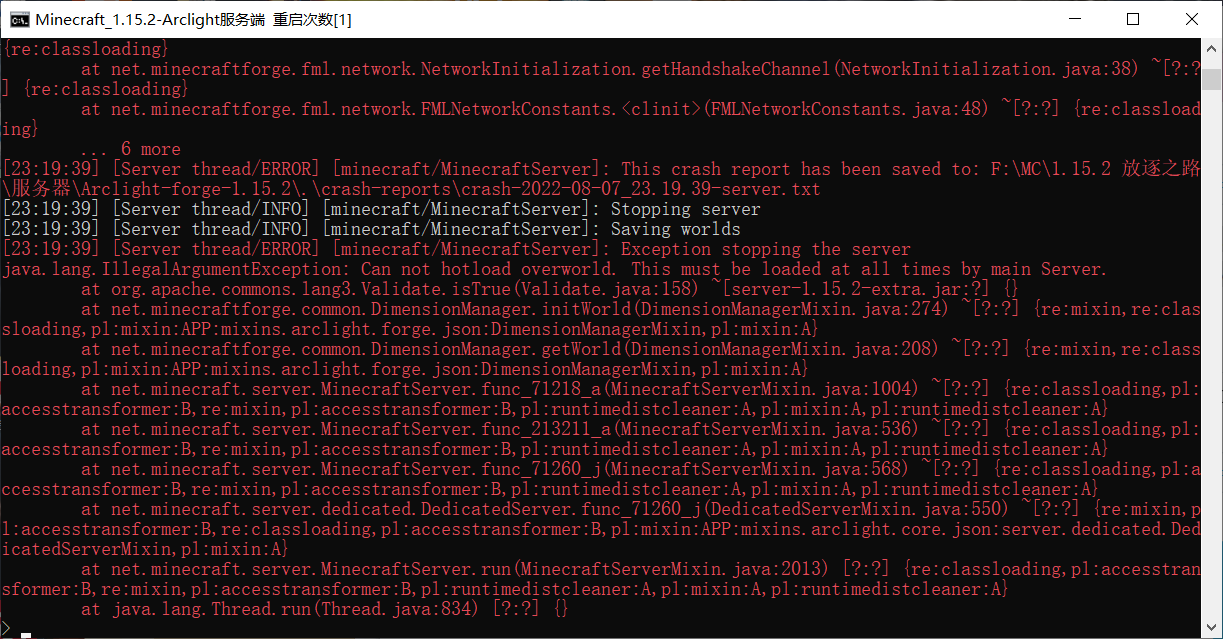 Minecraft_1.15.2-Arclight服务端 重启次数[1]
{re:classloading}
at net.minecraftforge.fml.network.NetworkInitialization.getHandshakeChannel(NetworkInitialization.java:38) ~[?:?
] {re:classloading}
at net.minecraftforge.fml.network.FMLNetworkConstants.<clinit>(FMLNetworkConstants.java:48) ~[?:?] {re:classload
ing}
... 6 more
[23:19:39] [Server thread/ERROR] [minecraft/MinecraftServer]: This crash report has been saved to: F:\MC\1.15.2 放逐之路
\服务器\Arclight-forge-1.15.2\.\crash-reports\crash-2022-08-07_23.19.39-server.txt
[23:19:39] [Server thread/INFO] [minecraft/MinecraftServer]: Stopping server
[23:19:39] [Server thread/INFO] [minecraft/MinecraftServer]: Saving worlds
[23:19:39] [Server thread/ERROR] [minecraft/MinecraftServer]: Exception stopping the server
java.lang.IllegalArgumentException: Can not hotload overworld. This must be loaded at all times by main Server.
at org.apache.commons.lang3.Validate.isTrue(Validate.java:158) ~[server-1.15.2-extra.jar:?] {}
at net.minecraftforge.common.DimensionManager.initWorld(DimensionManagerMixin.java:274) ~[?:?] {re:mixin,re:clas
sloading,pl:mixin:APP:mixins.arclight.forge.json:DimensionManagerMixin,pl:mixin:A}
at net.minecraftforge.common.DimensionManager.getWorld(DimensionManagerMixin.java:208) ~[?:?] {re:mixin,re:class
loading,pl:mixin:APP:mixins.arclight.forge.json:DimensionManagerMixin,pl:mixin:A}
at net.minecraft.server.MinecraftServer.func_71218_a(MinecraftServerMixin.java:1004) ~[?:?] {re:classloading,pl:
accesstransformer:B,re:mixin,pl:accesstransformer:B,pl:runtimedistcleaner:A,pl:mixin:A,pl:runtimedistcleaner:A}
at net.minecraft.server.MinecraftServer.func_213211_a(MinecraftServerMixin.java:536) ~[?:?] {re:classloading,pl:
accesstransformer:B,re:mixin,pl:accesstransformer:B,pl:runtimedistcleaner:A,pl:mixin:A,pl:runtimedistcleaner:A}
at net.minecraft.server.MinecraftServer.func_71260_j(MinecraftServerMixin.java:568) ~[?:?] {re:classloading,pl:a
ccesstransformer:B,re:mixin,pl:accesstransformer:B,pl:runtimedistcleaner:A,pl:mixin:A,pl:runtimedistcleaner:A}
at net.minecraft.server.dedicated.DedicatedServer.func_71260_j(DedicatedServerMixin.java:550) ~[?:?] {re:mixin,p
l:accesstransformer:B,re:classloading,pl:accesstransformer:B,pl:mixin:APP:mixins.arclight.core.json:server.dedicated.Ded
icatedServerMixin,pl:mixin:A}
at net.minecraft.server.MinecraftServer.run(MinecraftServerMixin.java:2013) [?:?] {re:classloading,pl:accesstran
sformer:B,re:mixin,pl:accesstransformer:B,pl:runtimedistcleaner:A,pl:mixin:A,pl:runtimedistcleaner:A}
at java.lang.Thread.run(Thread.java:834) [?:?] {}
>